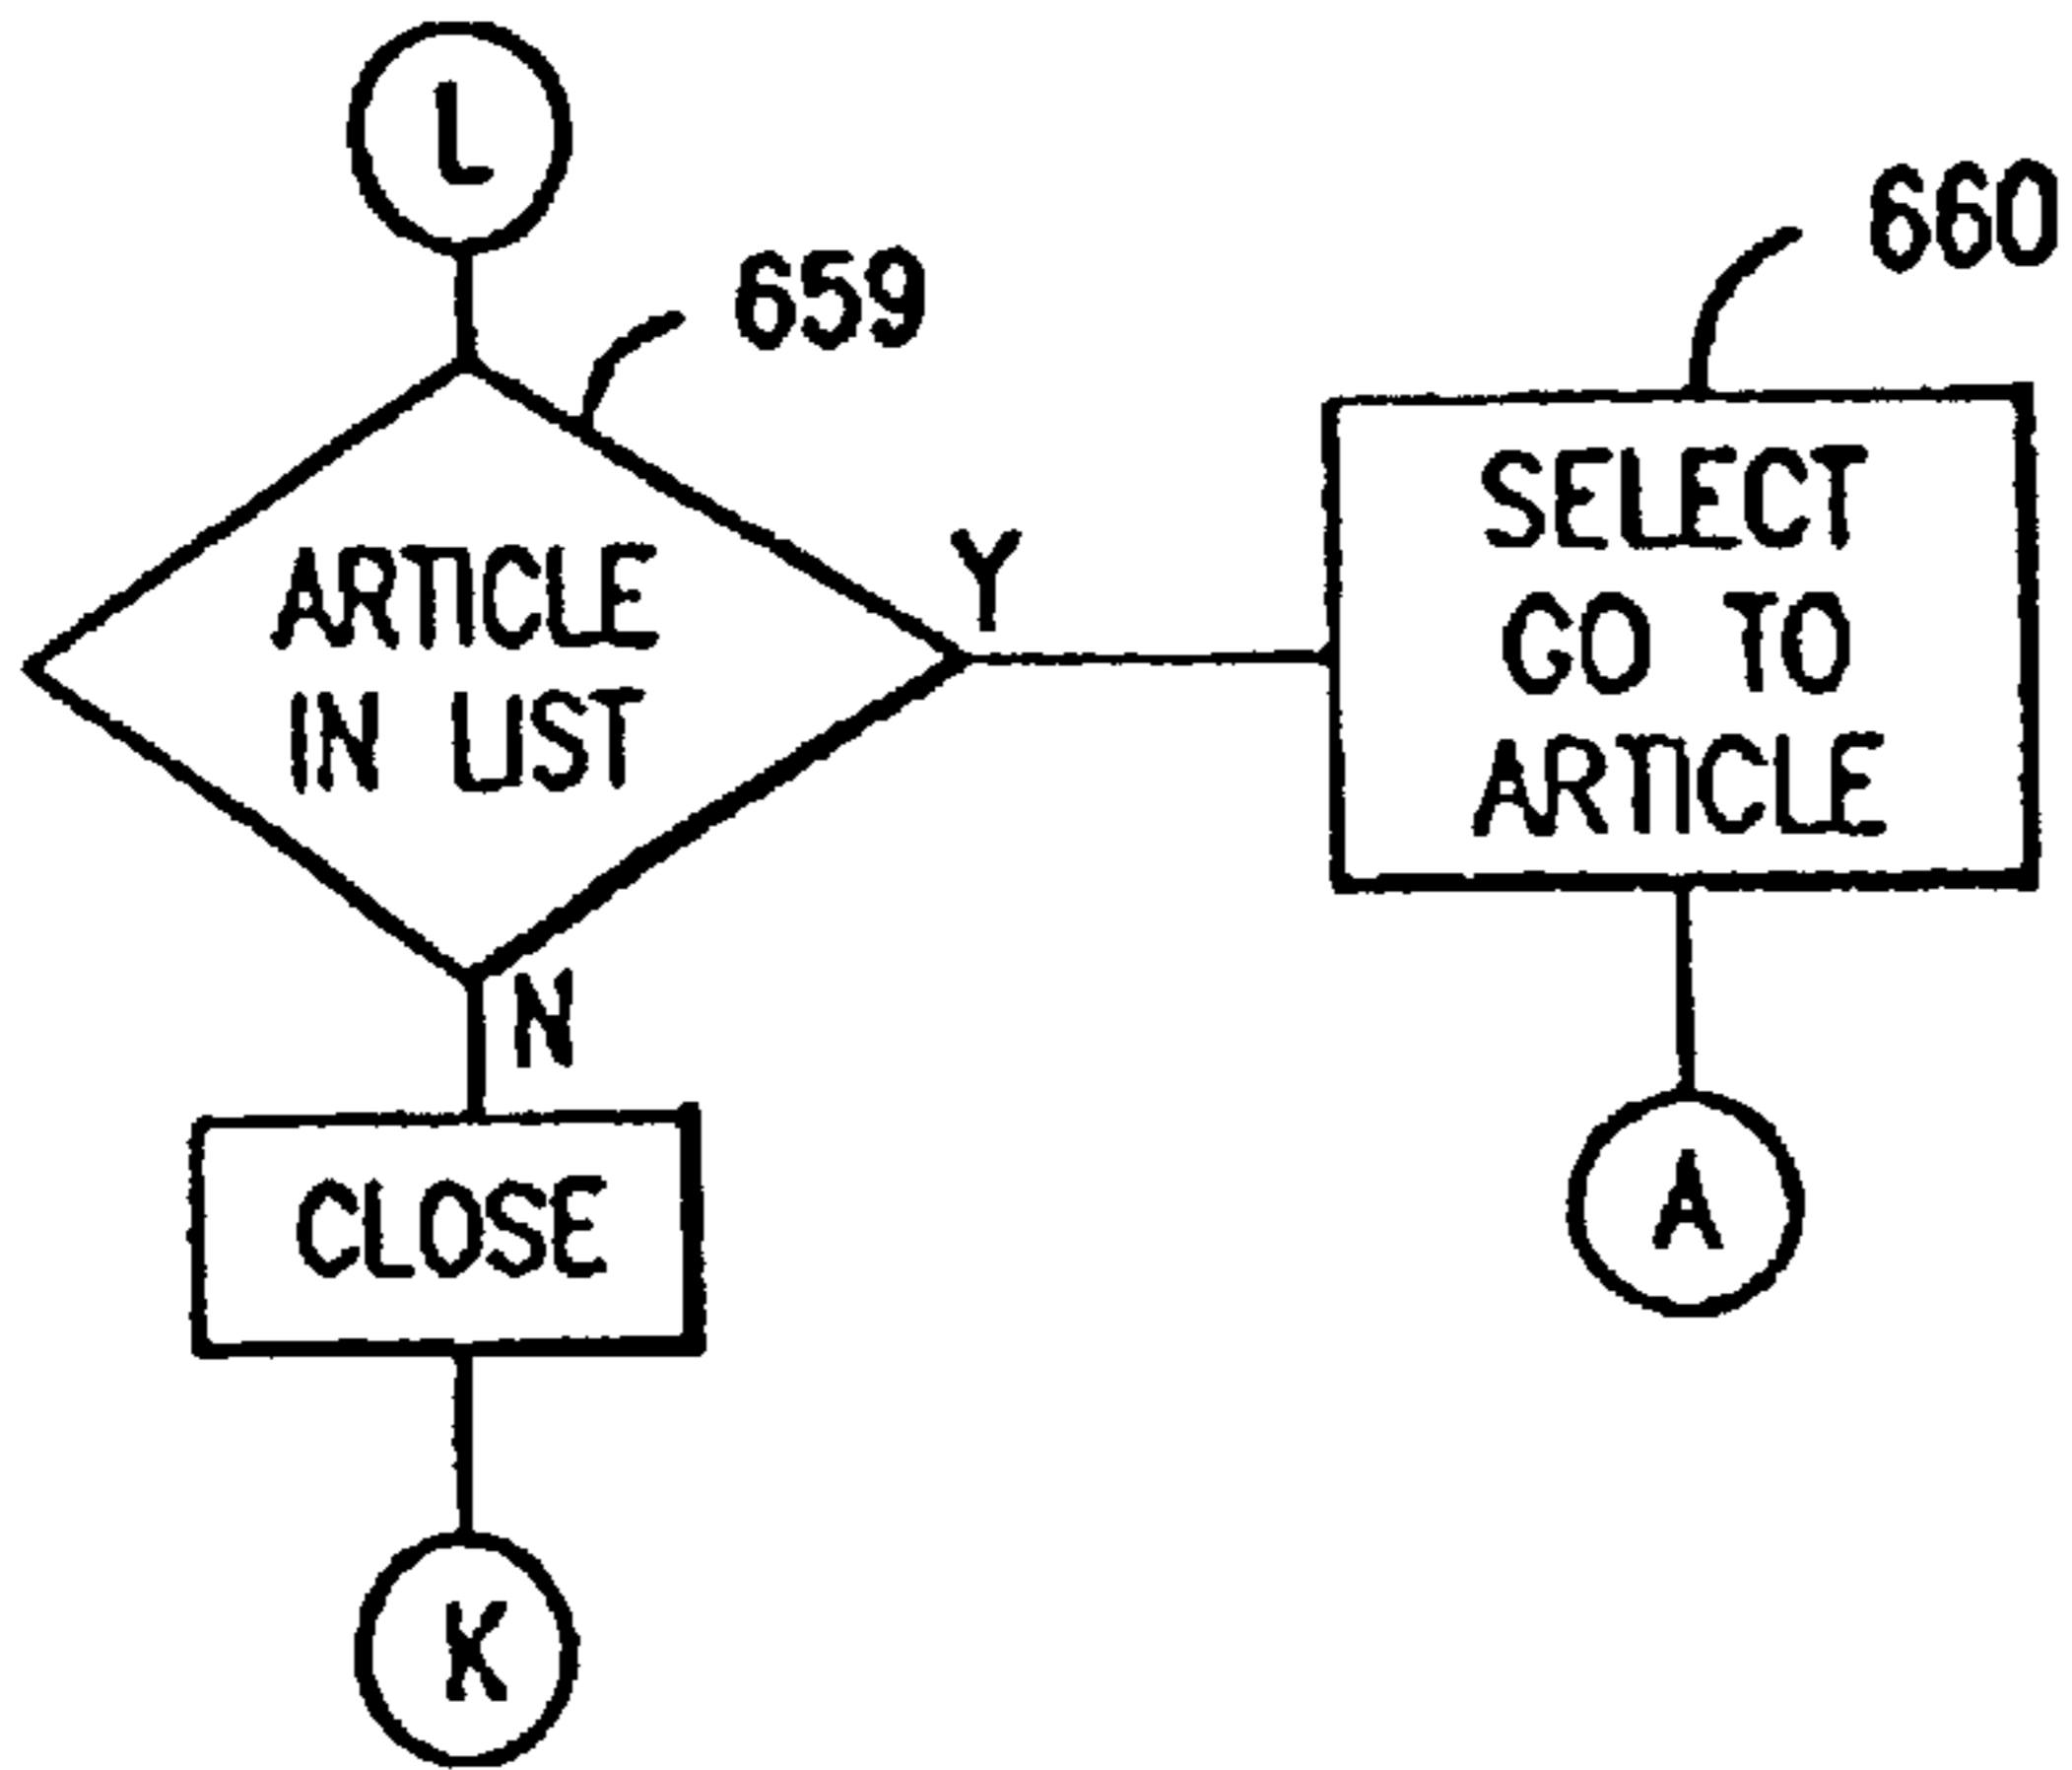 L
659
660
ARTICLE
IN LIST
Y
SELECT
GO TO
ARTICLE
N
CLOSE
A
K